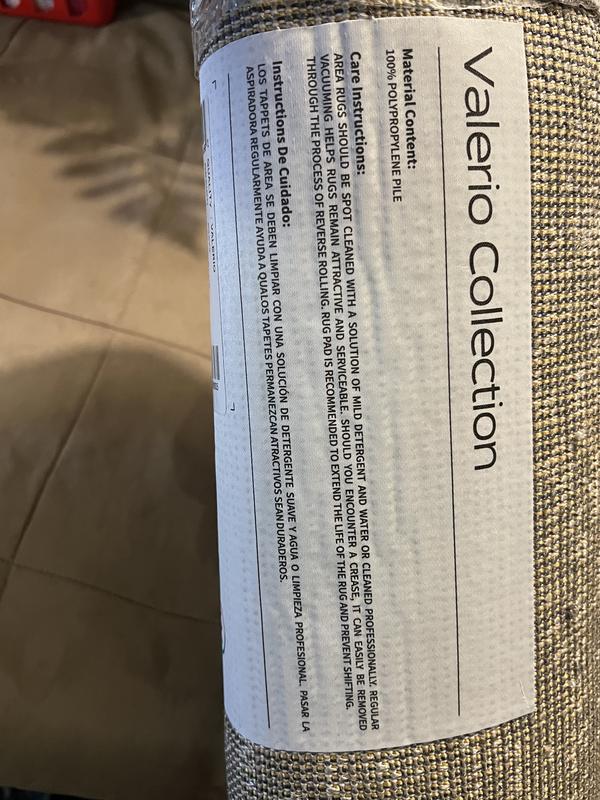 Valerio Collection
Material Content:
100% POLYPROPYLENE PILE
Care Instructions:
AREA RUGS SHOULD BE SPOT CLEANED WITH A SOLUTION OF MILD DETERGENT AND WATER OR CLEANED PROFESSIONALLY. REGULAR
VACUUMING HELPS RUGS REMAIN ATTRACTIVE AND SERVICEABLE. SHOULD YOU ENCOUNTER A CREASE, IT CAN EASILY BE REMOVED
THROUGH THE PROCESS OF REVERSE ROLLING. RUG PAD IS RECOMMENDED TO EXTEND THE LIFE OF THE RUG AND PREVENT SHIFTING.
Instructions De Cuidado:
LOS TAPPETS DE AREA SE DEBEN LIMPIAR CON UNA SOLUCIÓN DE DETERGENTE SUAVE Y AGUA O LIMPIEZA PROFESIONAL. PASAR LA
ASPIRADORA REGULARMENTE AYUDA A QUALOS TAPETES PERMANEZCAN ATRACTIVOS SEAN DURADEROS.
QUALITY VALERIO